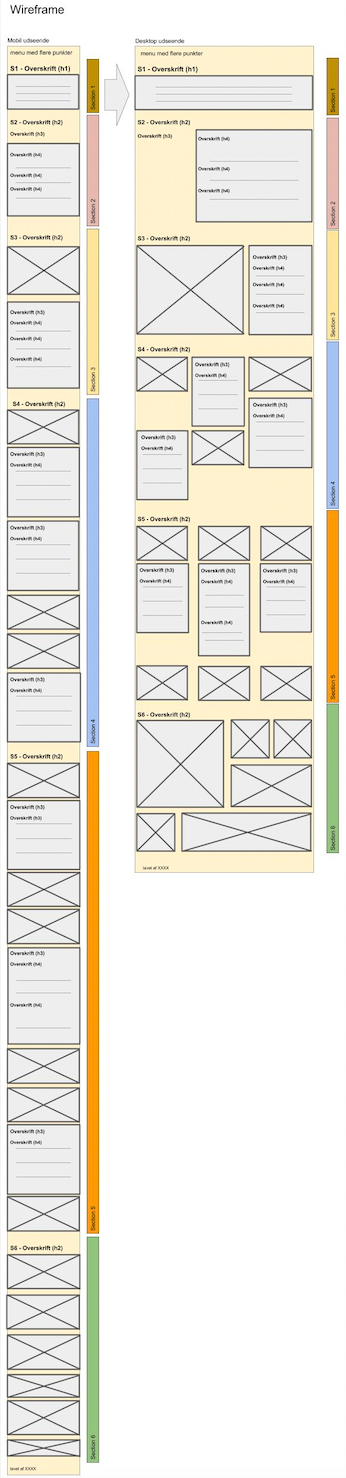 Wireframe
Mobil udseende
menu med flere punkter
S1 - Overskrift (h1)
Section 1
S2 - Overskrift (h2)
Overskrift (h3)
Overskrift (h4)
Overskrift (h4)
Overskrift (h4)
Section 2
S3 - Overskrift (h2)
Overskrift (h3)
Overskrift (h4)
Overskrift (h4)
Overskrift (h4)
Section 3
S4 - Overskrift (h2)
Overskrift (h3)
Overskrift (h4)
Overskrift (h3)
Overskrift (h4)
Overskrift (h3)
Overskrift (h4)
Section 4
S5 - Overskrift (h2)
Overskrift (h3)
Overskrift (h4)
Overskrift (h3)
Overskrift (h4)
Overskrift (h4)
Overskrift (h3)
Overskrift (h4)
Section 5
S6 - Overskrift (h2)
Section 6
lavet af XXXX
Desktop udseende
menu med flere punkter
S1 - Overskrift (h1)
Section 1
S2 - Overskrift (h2)
Overskrift (h3)
Overskrift (h4)
Overskrift (h4)
Overskrift (h4)
Section 2
S3 - Overskrift (h2)
Overskrift (h3)
Overskrift (h4)
Overskrift (h4)
Overskrift (h4)
Section 3
S4 - Overskrift (h2)
Overskrift (h3)
Overskrift (h4)
Overskrift (h3)
Overskrift (h4)
Overskrift (h3)
Overskrift (h4)
Section 4
S5 - Overskrift (h2)
Overskrift (h3)
Overskrift (h4)
Overskrift (h3)
Overskrift (h4)
Overskrift (h4)
Overskrift (h3)
Overskrift (h4)
Section 5
S6 - Overskrift (h2)
Section 6
lavet af XXXX